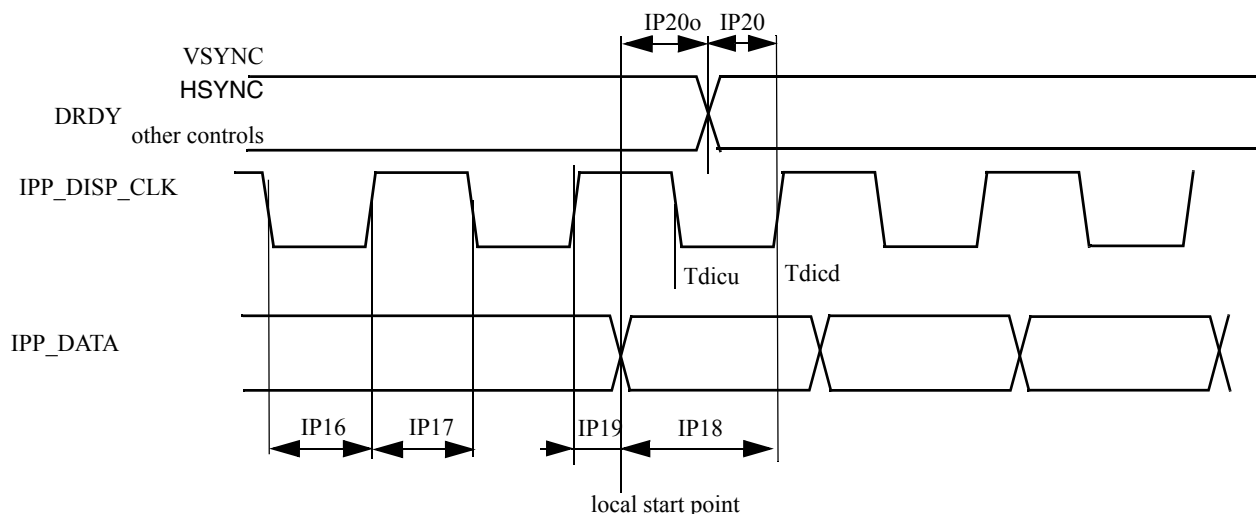 IP20o IP20
VSYNC
HSYNC
DRDY
other controls
IPP_DISP_CLK
Tdicu Tdicd
IPP_DATA
IP16 IP17 IP19 IP18
local start point